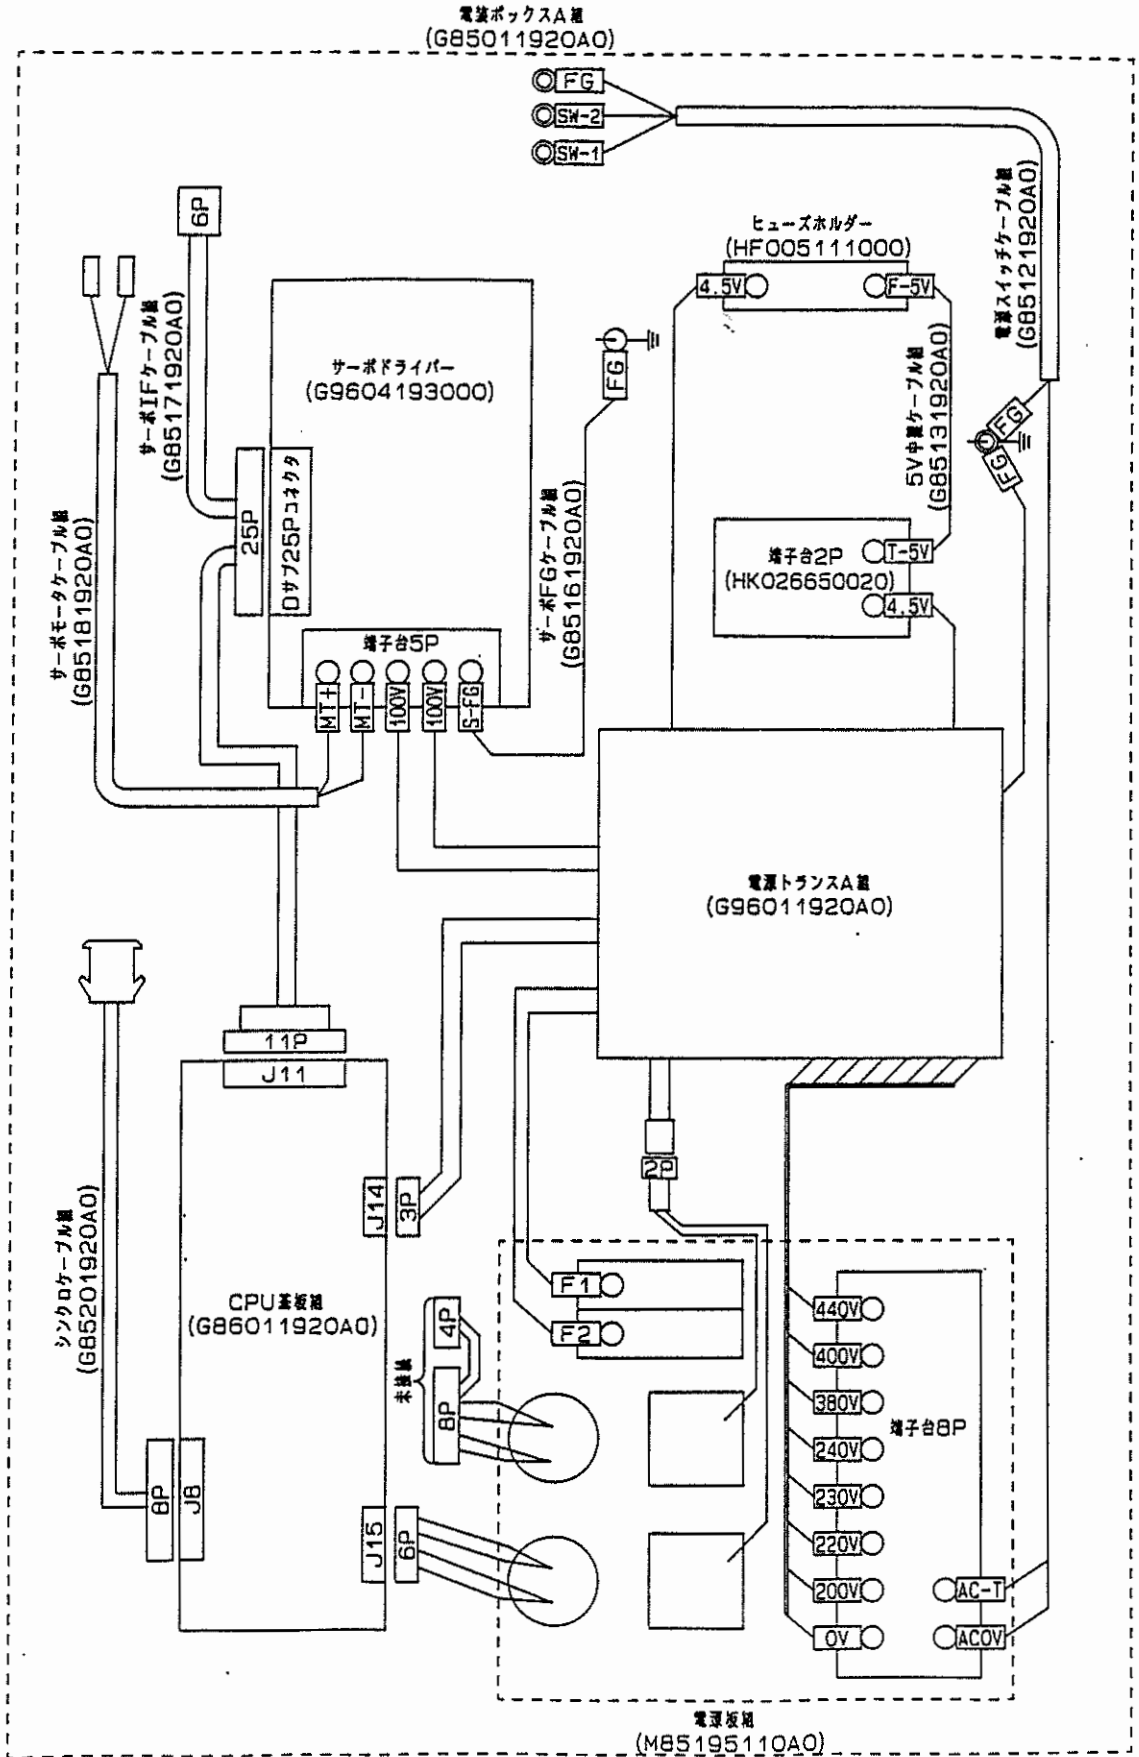 電装ボックスA組
(G85011920A0)
FG
SW-2
SW-1
6P
ヒューズホルダー
(HF005111000)
4.5V
F-5V
電源スイッチケーブル組
(G85121920A0)
サーボIFケーブル組
(G85171920A0)
サーボドライバー
(G9604193000)
FG
5V中継ケーブル組
(G85131920A0)
FG
FG
サーボモータケーブル組
(G85181920A0)
25P
Dサブ25Pコネクタ
サーボFGケーブル組
(G85161920A0)
端子台2P
(HK026650020)
T-5V
4.5V
端子台5P
MT+
MT-
100V
100V
S-FG
電源トランスA組
(G96011920A0)
11P
J11
2P
J14
3P
シンクロケーブル組
(G85201920A0)
CPU基板組
(G86011920A0)
F1
F2
4P
未接続
8P
440V
400V
380V
240V
230V
220V
200V
0V
端子台8P
AC-T
AC0V
8P
J8
J15
6P
電源板組
(M85195110A0)